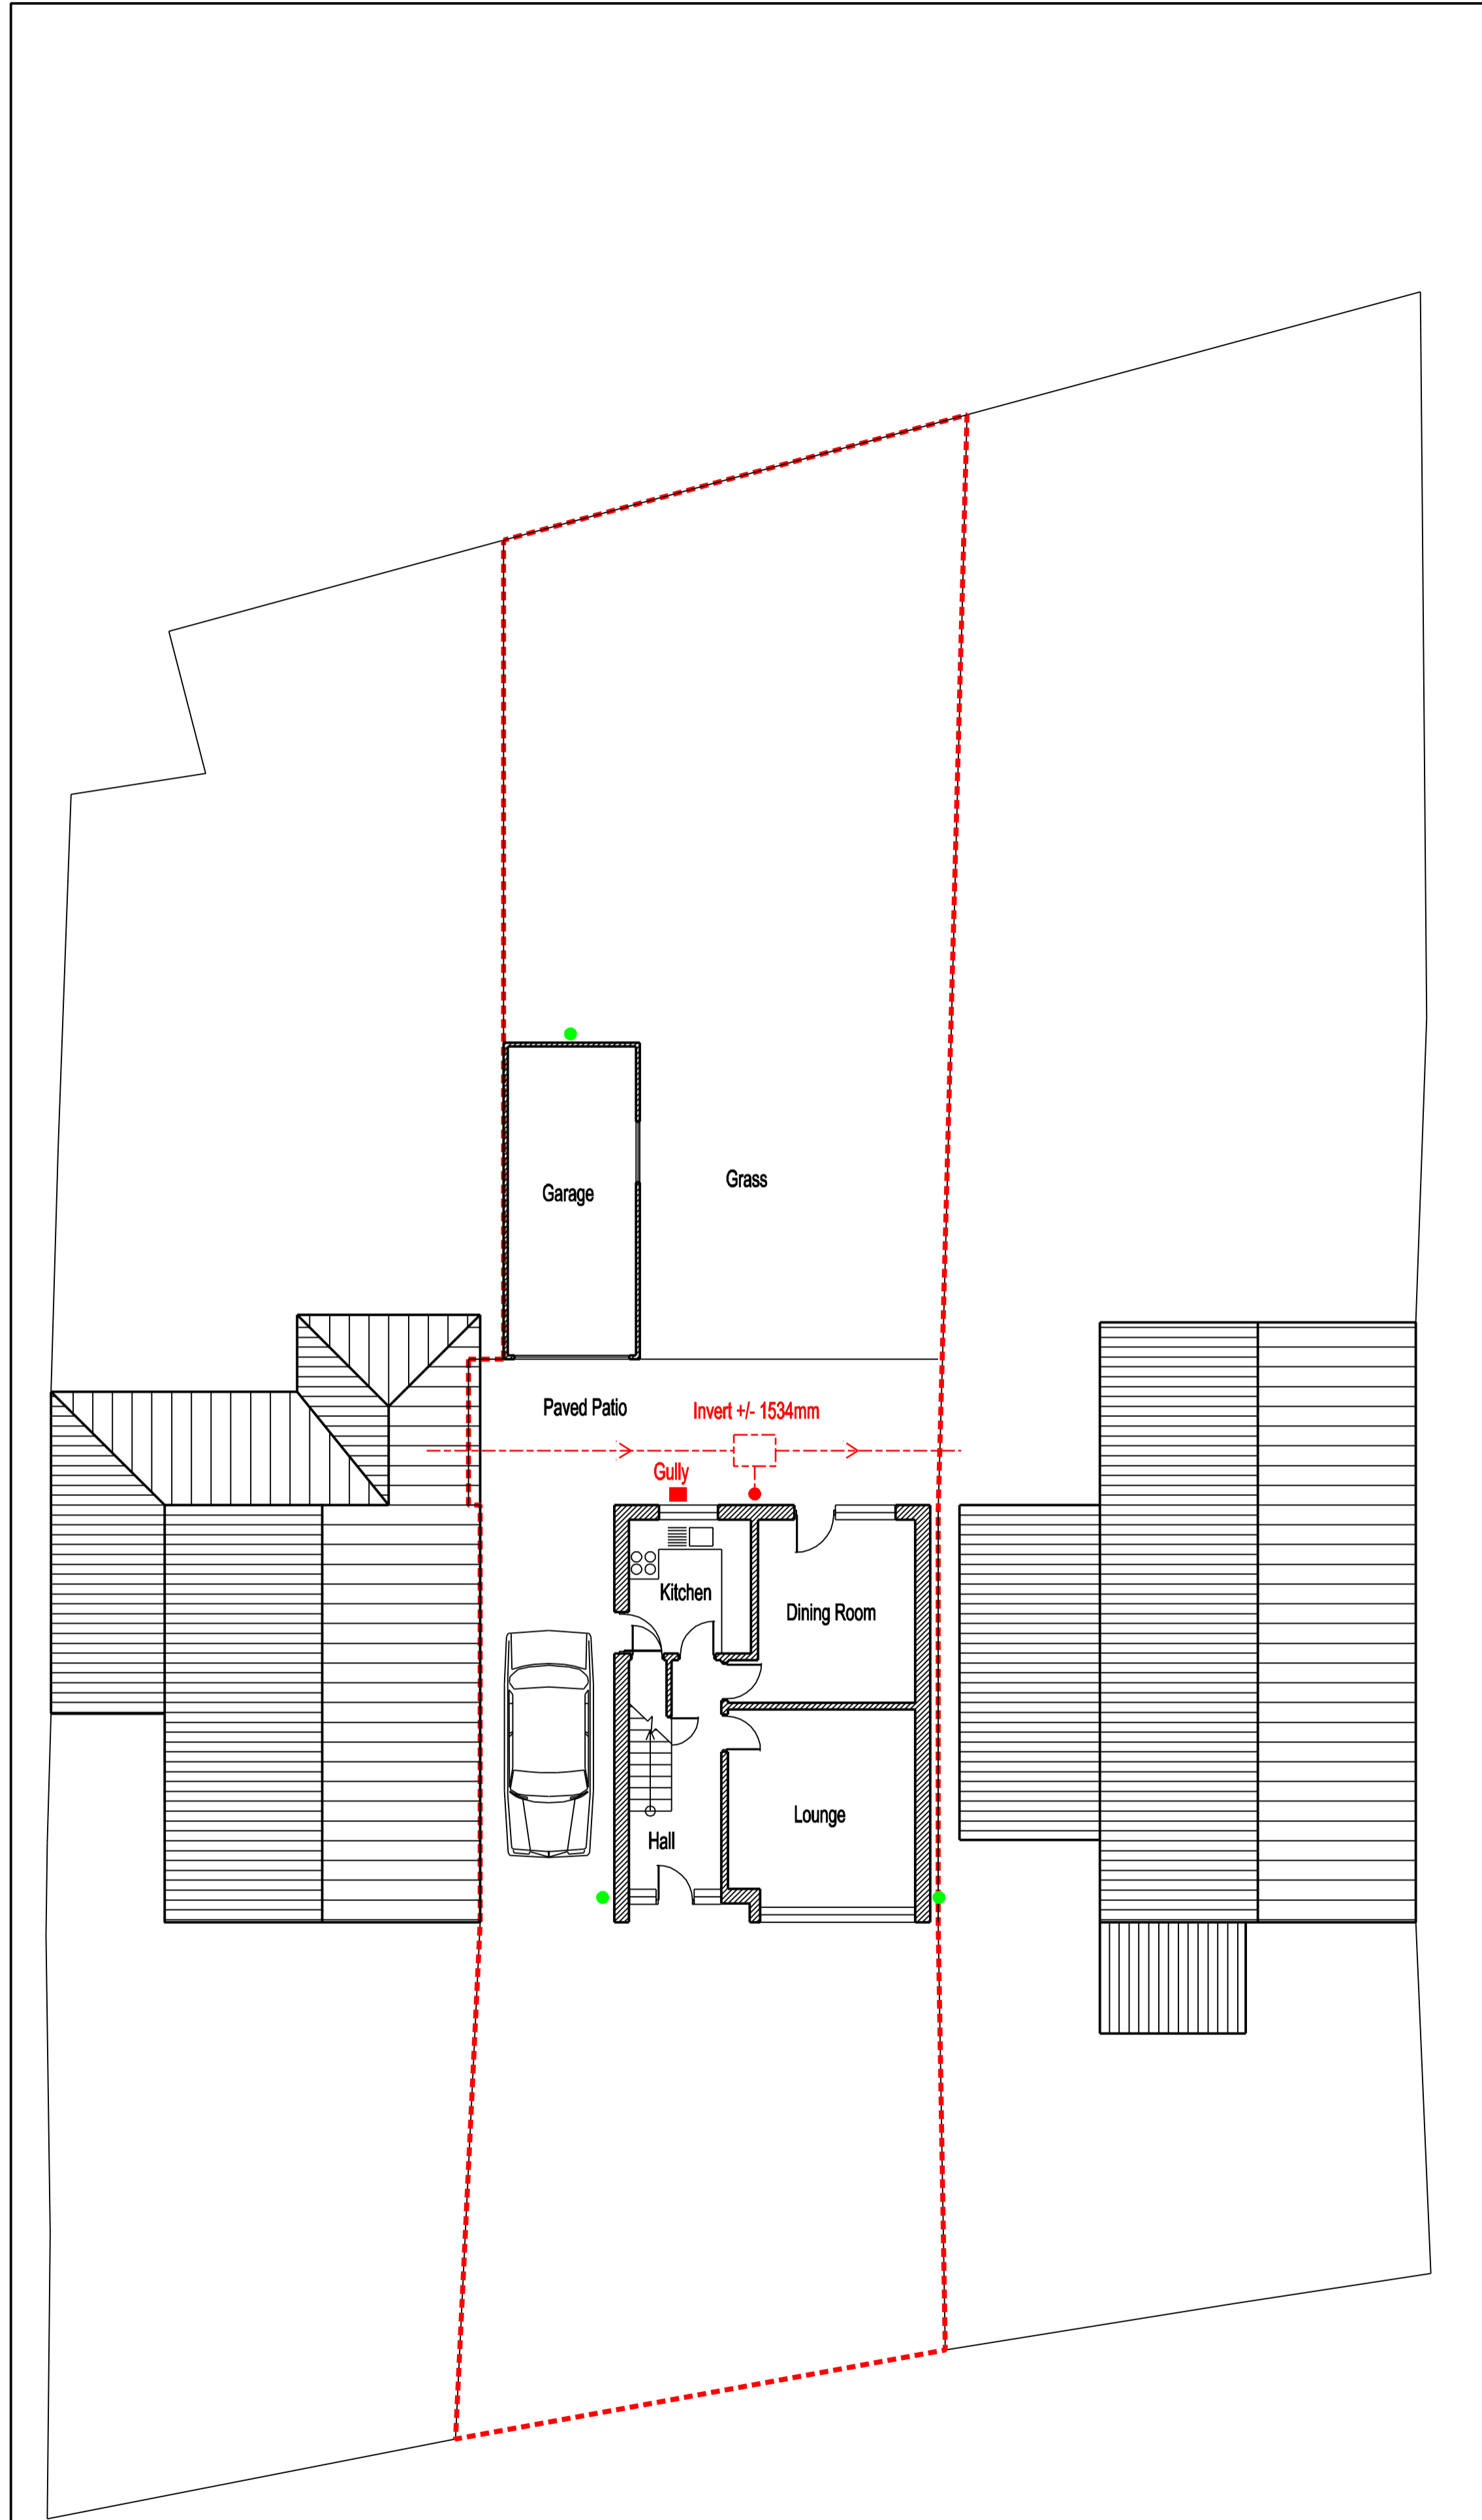 Grass
Garage
Paved Patio
Invert +/- 1534mm
Gully
Kitchen
Dining Room
Lounge
Hall